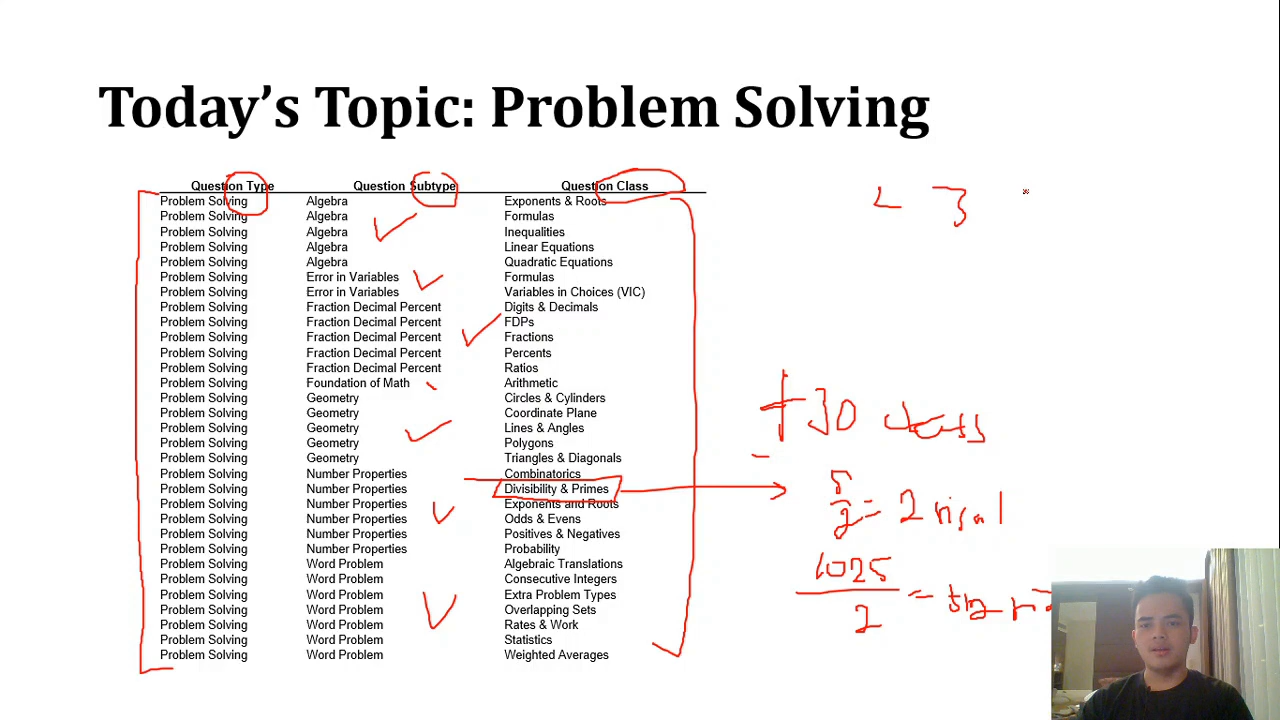 Today's Topic: Problem Solving
Question Type Question Subtype Question Class
Problem Solving Algebra Exponents & Roots
Problem Solving Algebra Formulas
Problem Solving Algebra Inequalities
Problem Solving Algebra Linear Equations
Problem Solving Algebra Quadratic Equations
Problem Solving Error in Variables Formulas
Problem Solving Error in Variables Variables in Choices (VIC)
Problem Solving Fraction Decimal Percent Digits & Decimals
Problem Solving Fraction Decimal Percent FDPs
Problem Solving Fraction Decimal Percent Fractions
Problem Solving Fraction Decimal Percent Percents
Problem Solving Fraction Decimal Percent Ratios
Problem Solving Foundation of Math Arithmetic
Problem Solving Geometry Circles & Cylinders
Problem Solving Geometry Coordinate Plane
Problem Solving Geometry Lines & Angles
Problem Solving Geometry Polygons
Problem Solving Geometry Triangles & Diagonals
Problem Solving Number Properties Combinatorics
Problem Solving Number Properties Divisibility & Primes
Problem Solving Number Properties Exponents and Roots
Problem Solving Number Properties Odds & Evens
Problem Solving Number Properties Positives & Negatives
Problem Solving Number Properties Probability
Problem Solving Word Problem Algebraic Translations
Problem Solving Word Problem Consecutive Integers
Problem Solving Word Problem Extra Problem Types
Problem Solving Word Problem Overlapping Sets
Problem Solving Word Problem Rates & Work
Problem Solving Word Problem Statistics
Problem Solving Word Problem Weighted Averages
3
30
5
2 = 2
1025
2 =